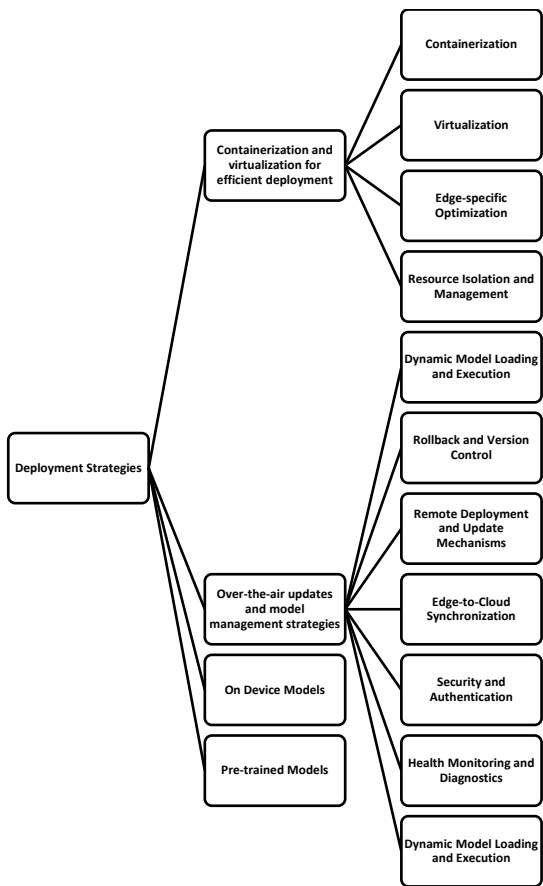 Deployment Strategies
Containerization and
virtualization for
efficient deployment
Containerization
Virtualization
Edge-specific
Optimization
Resource Isolation and
Management
Over-the-air updates
and model
management strategies
Dynamic Model Loading
and Execution
Rollback and Version
Control
Remote Deployment
and Update
Mechanisms
Edge-to-Cloud
Synchronization
Security and
Authentication
Health Monitoring and
Diagnostics
Dynamic Model Loading
and Execution
On Device Models
Pre-trained Models